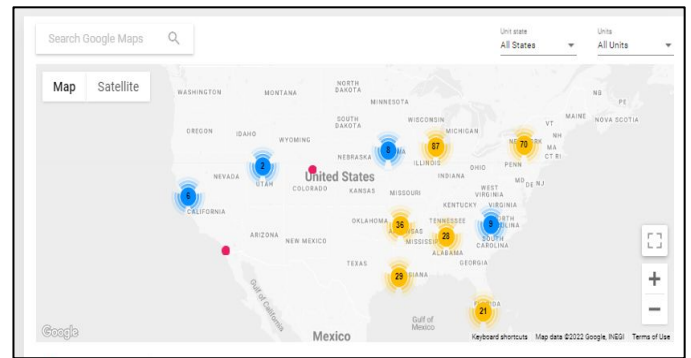 Search Google Maps
Unit state
All States
Units
All Units
Map
Satellite
WASHINGTON
MONTANA
NORTH
DAKOTA
MINNESOTA
SOUTH
DAKOTA
WISCONSIN
MICHIGAN
OREGON
IDAHO
WYOMING
NB
PE
MAINE
NOVA SCOTIA
VT
NH
MA
CT RI
87
70
2
NEBRASKA
ILLINOIS
OHIO
PENN
NEVADA
UTAH
United States
COLORADO
KANSAS
MISSOURI
INDIANA
WEST
VIRGINIA
MD
DE
NJ
KENTUCKY
VIRGINIA
6
CALIFORNIA
ARIZONA
NEW MEXICO
OKLAHOMA
36
TENNESSEE
28
9
SOUTH
CAROLINA
MISSISSIPPI
ALABAMA
GEORGIA
TEXAS
29
21
Gulf of
California
Gulf of
Mexico
Mexico
+
−
Google
Keyboard shortcuts
Map data ©2022 Google, INEGI
Terms of Use